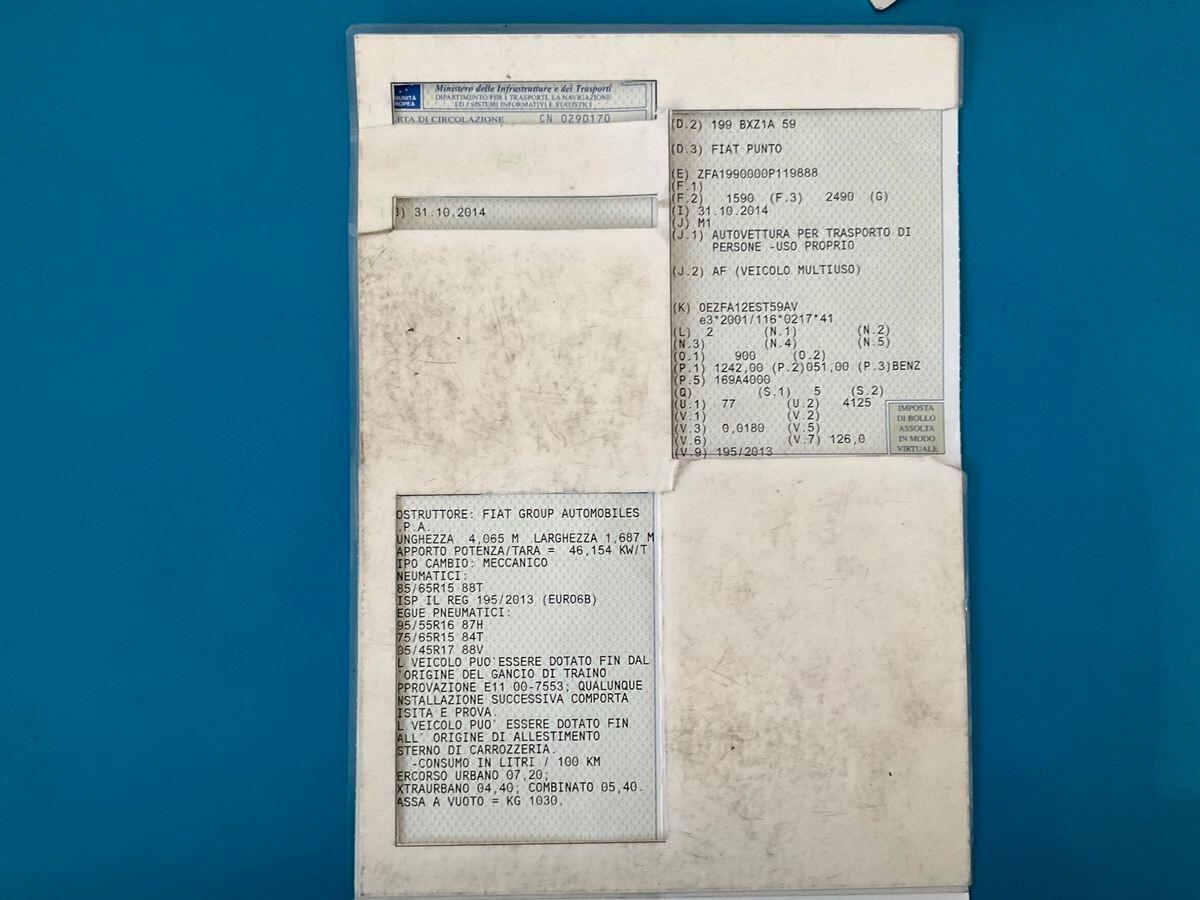 MUNITÀ
ROPEA
Ministero delle Infrastrutture e dei Trasporti
DIPARTIMENTO PER I TRASPORTI, LA NAVIGAZIONE
ED I SISTEMI INFORMATIVI E STATISTICI
RTA DI CIRCOLAZIONE CN 0290170
) 31.10.2014
OSTRUTTORE: FIAT GROUP AUTOMOBILES
.P.A.
UNGHEZZA 4,065 M LARGHEZZA 1,687 M
APPORTO POTENZA/TARA = 46,154 KW/T
IPO CAMBIO: MECCANICO
NEUMATICI:
85/65R15 88T
ISP IL REG 195/2013 (EURO6B)
EGUE PNEUMATICI:
95/55R16 87H
75/65R15 84T
05/45R17 88V
L VEICOLO PUO`ESSERE DOTATO FIN DAL
`ORIGINE DEL GANCIO DI TRAINO
PPROVAZIONE E11 00-7553; QUALUNQUE
NSTALLAZIONE SUCCESSIVA COMPORTA
ISITA E PROVA.
L VEICOLO PUO` ESSERE DOTATO FIN
ALL` ORIGINE DI ALLESTIMENTO
STERNO DI CARROZZERIA.
-CONSUMO IN LITRI / 100 KM
ERCORSO URBANO 07,20;
XTRAURBANO 04,40; COMBINATO 05,40.
ASSA A VUOTO = KG 1030.
(D.2) 199 BXZ1A 59
(D.3) FIAT PUNTO
(E) ZFA1990000P119888
(F.1)
(F.2) 1590 (F.3) 2490 (G)
(I) 31.10.2014
(J) M1
(J.1) AUTOVETTURA PER TRASPORTO DI
PERSONE -USO PROPRIO
(J.2) AF (VEICOLO MULTIUSO)
(K) OEZFA12EST59AV
e3*2001/116*0217*41
(L) 2 (N.1) (N.2)
(N.3) (N.4) (N.5)
(O.1) 900 (O.2)
(P.1) 1242,00 (P.2)051,00 (P.3)BENZ
(P.5) 169A4000
(Q) (S.1) 5 (S.2)
(U.1) 77 (U.2) 4125
(V.1) (V.2)
(V.3) 0,0180 (V.5)
(V.6) (V.7) 126,0
(V.9) 195/2013
IMPOSTA
DI BOLLO
ASSOLTA
IN MODO
VIRTUALE